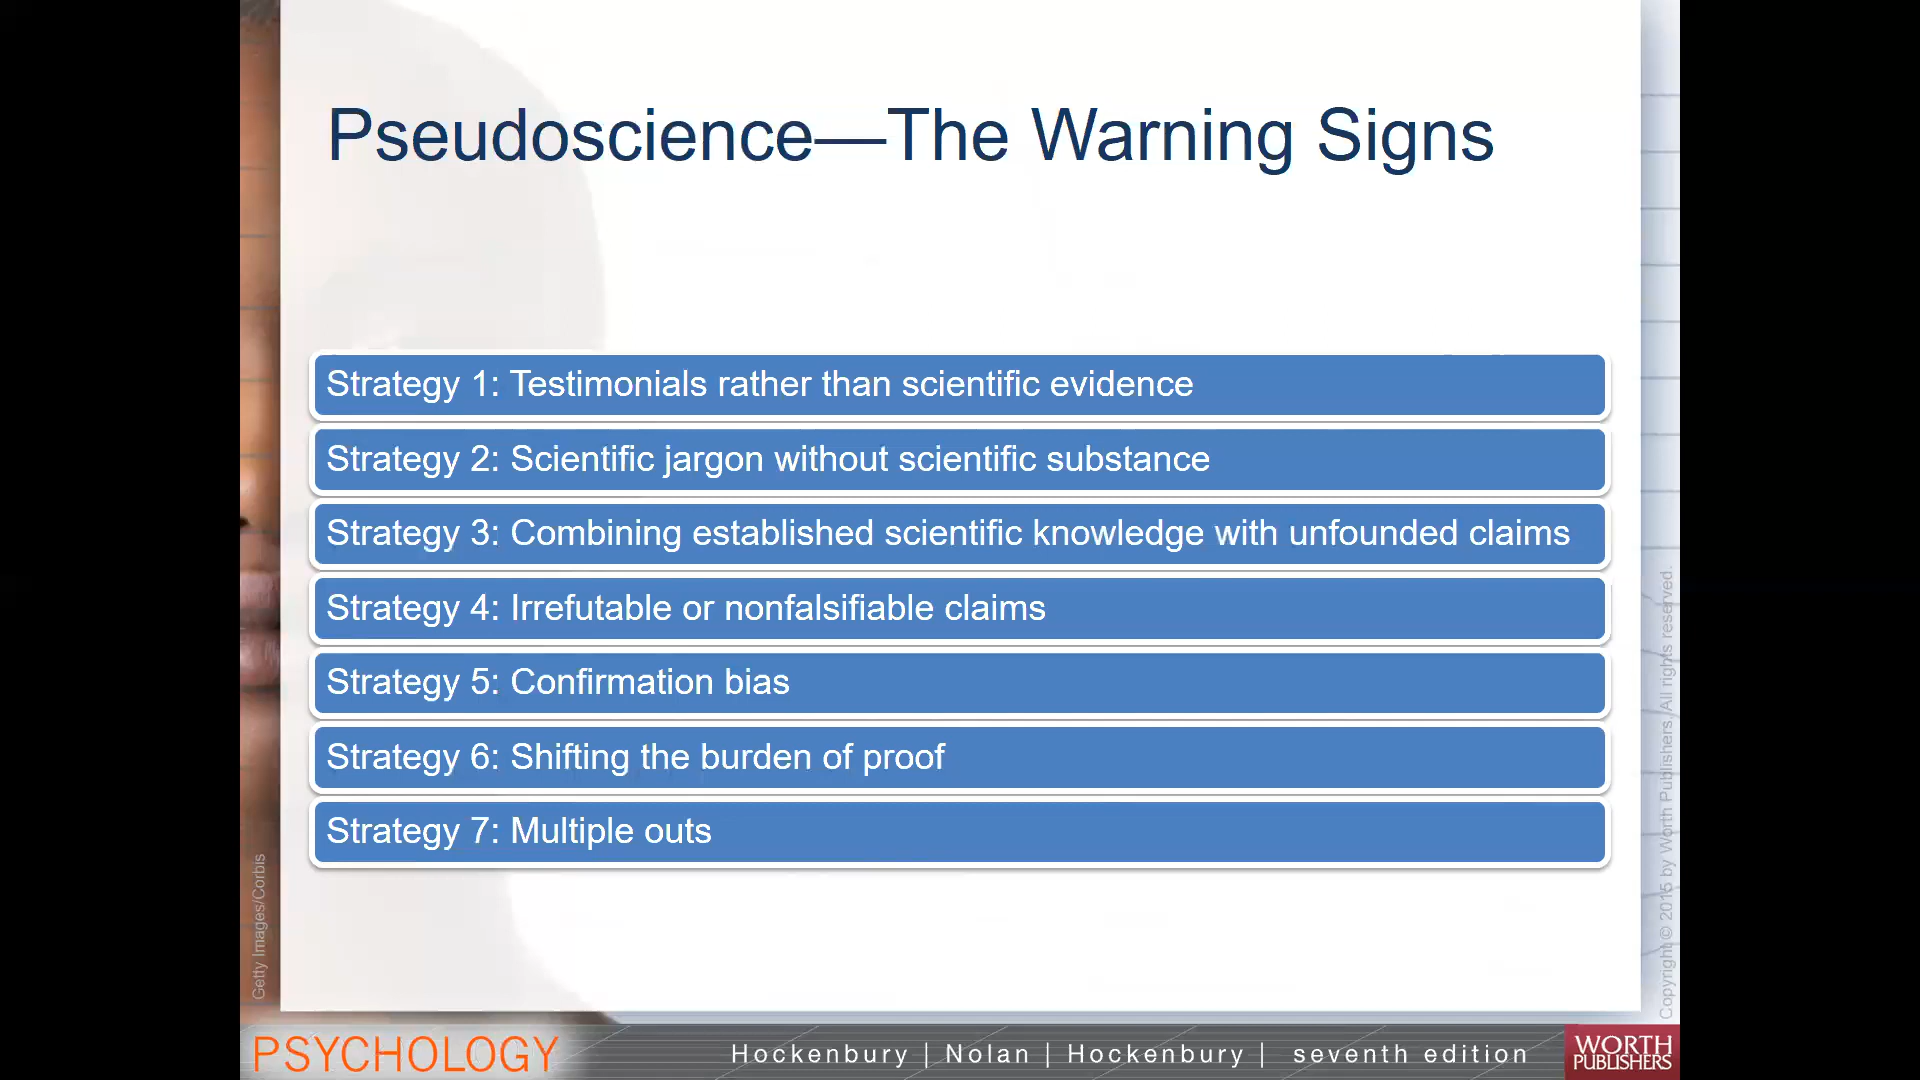 Pseudoscience—The Warning Signs
Strategy 1: Testimonials rather than scientific evidence
Strategy 2: Scientific jargon without scientific substance
Strategy 3: Combining established scientific knowledge with unfounded claims
Strategy 4: Irrefutable or nonfalsifiable claims
Strategy 5: Confirmation bias
Strategy 6: Shifting the burden of proof
Strategy 7: Multiple outs
Getty Images/Corbis
Copyright © 2015 by Worth Publishers. All rights reserved.
PSYCHOLOGY
Hockenbury | Nolan | Hockenbury | seventh edition
WORTH
PUBLISHERS